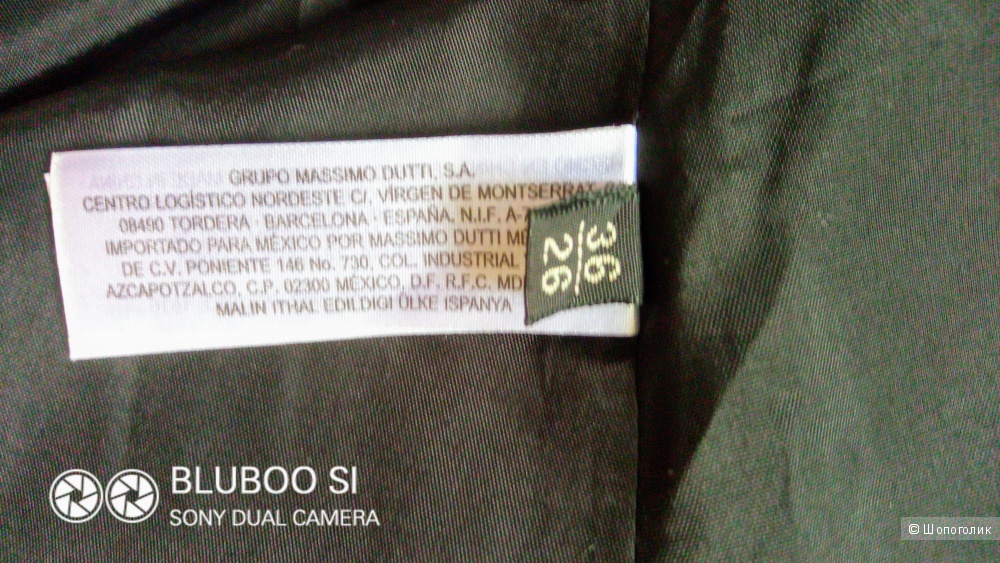 GRUPO MASSIMO DUTTI, S.A.
CENTRO LOGÍSTICO NORDESTE C/. VÍRGEN DE MONTSERRAT
08490 TORDERA · BARCELONA · ESPAÑA, N.I.F.
IMPORTADO PARA MÉXICO POR MASSIMO DUTTI
DE C.V. PONIENTE 146 No. 730, COL. INDUSTRIAL
AZCAPOTZALCO, C.P. 02300 MÉXICO, D.F. R.F.C.
MALIN ITHAL EDILDIGI ÜLKE ISPANYA
36
26
BLUBOO SI
SONY DUAL CAMERA
© Шопоголик